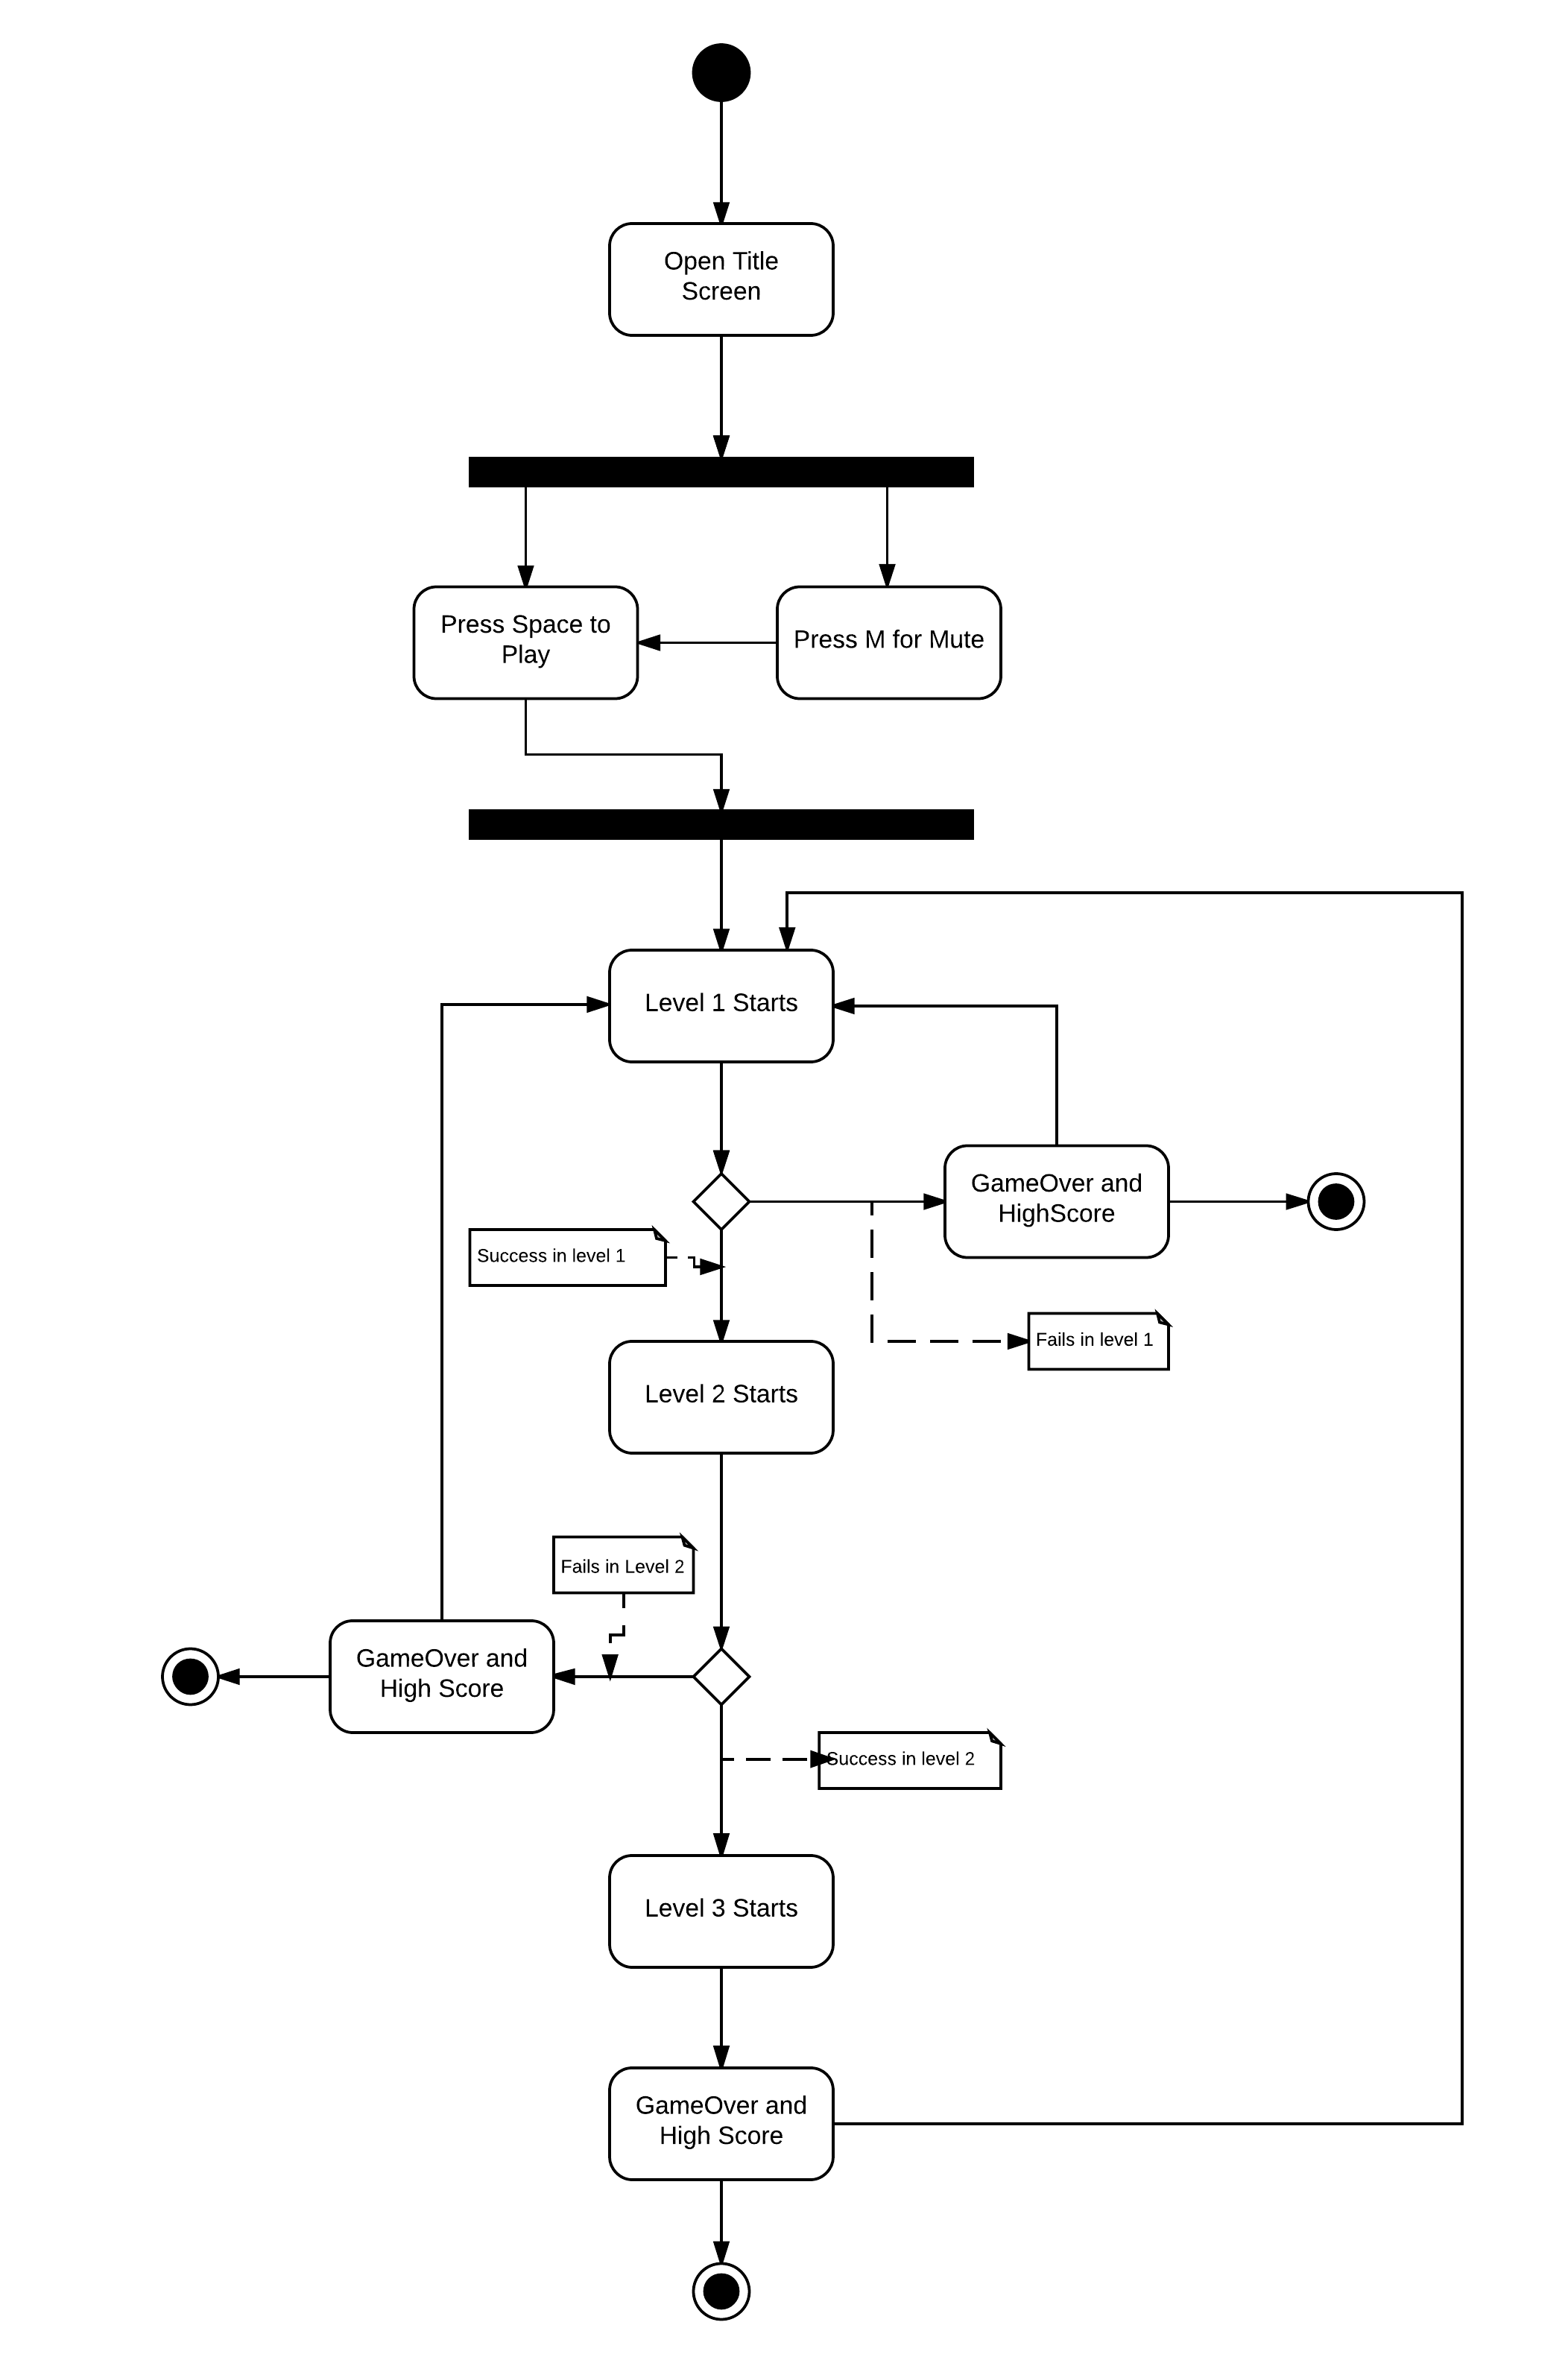 Open Title
Screen
Press Space to
Play
Press M for Mute
Level 1 Starts
GameOver and
HighScore
Success in level 1
Fails in level 1
Level 2 Starts
Fails in Level 2
GameOver and
High Score
Success in level 2
Level 3 Starts
GameOver and
High Score